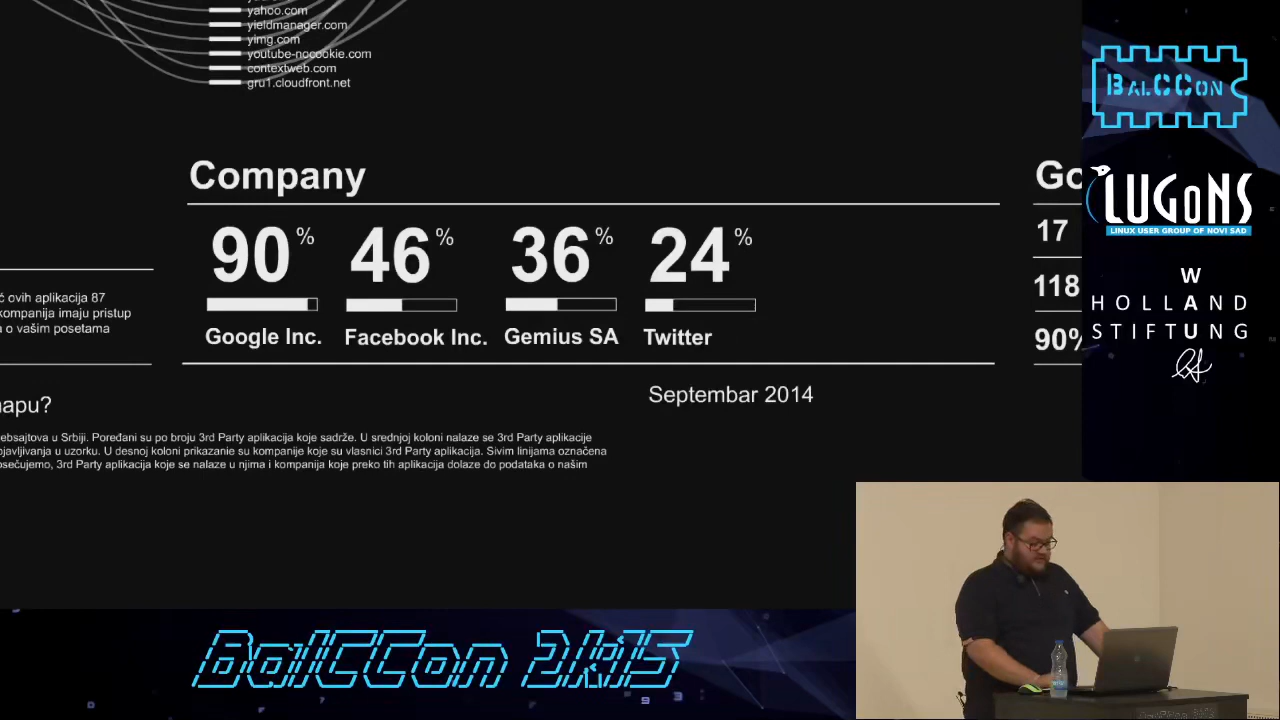 yahoo.com
yieldmanager.com
yimg.com
youtube-nocookie.com
contextweb.com
gru1.cloudfront.net
BALCCON
LUGONS
LINUX USER GROUP OF NOVI SAD
WAU
HOLLAND
STIFTUNG
Company
90%
46%
36%
24%
Google Inc.
Facebook Inc.
Gemius SA
Twitter
Go
17
118
90%
ć ovih aplikacija 87
kompanija imaju pristup
a o vašim posetama
Septembar 2014
apu?
ebsajtova u Srbiji. Poređani su po broju 3rd Party aplikacija koje sadrže. U srednjoj koloni nalaze se 3rd Party aplikacije
javljivanja u uzorku. U desnoj koloni prikazanie su kompanije koje su vlasnici 3rd Party aplikacija. Sivim linijama označena
osećujemo, 3rd Party aplikacija koje se nalaze u njima i kompanija koje preko tih aplikacija dolaze do podataka o našim
BalCCon 2k15